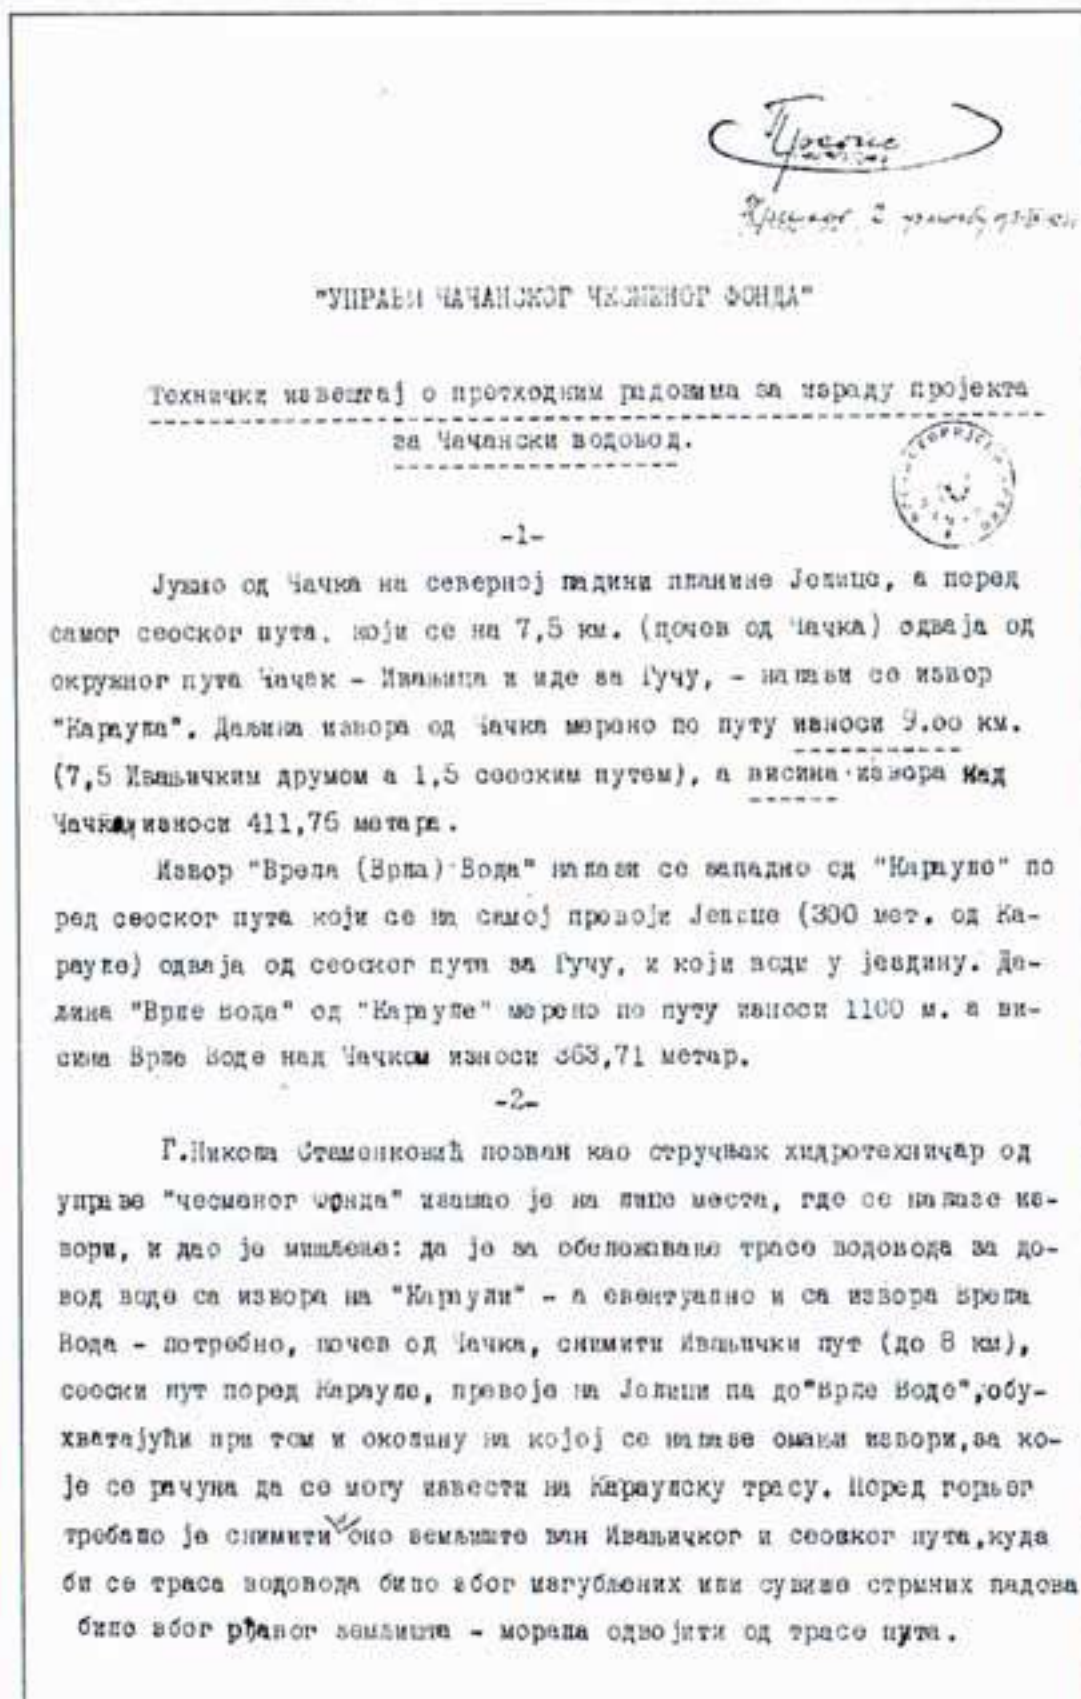 "УПРАВИ ЧАЧАНСКОГ ЧЕСМЕНОГ ФОНДА"
Технички извештај о претходним радовима за израду пројекта
за Чачански водовод.
-1-
Јужно од Чачка на северној падини планине Јелице, а поред
самог сеоског пута, који се на 7,5 км. (почев од Чачка) одваја од
окружног пута Чачак - Ивањица и иде за Гучу, - налази се извор
"Караула". Даљина извора од Чачка мерено по путу износи 9.оо км.
(7,5 Ивањичким друмом а 1,5 сеоским путем), а висина извора над
Чачком износи 411,76 метара.
Извор "Врела (Врла) Вода" налази се западно од "Карауле" по
ред сеоског пута који се на самој превоји Јелице (300 мет. од Ка-
рауле) одваја од сеоског пута за Гучу, и који води у Јездину. Да-
љина "Врле Вода" од "Карауле" мерено по путу износи 1100 м. а ви-
сина Врле Воде над Чачком износи 363,71 метар.
-2-
Г.Никола Стаменковић позван као стручњак хидротехничар од
управе "чесменог Фонда" изашао је на лице места, где се налазе из-
вори, и дао је мишљење: да је за обележавање трасе водовода за до-
вод воде са извора на "Караули" - а евентуално и са извора Врела
Вода - потребно, почев од Чачка, снимити Ивањички пут (до 8 км),
сеоски пут поред Карауле, превоје на Јелици па до"Врле Воде",обу-
хватајући при том и околину на којој се налазе омањи извори,за ко-
је се рачуна да се могу извести на Караулску трасу. Поред горњег
требало је снимити оно земљиште ван Ивањичког и сеоског пута,куда
би се траса водовода било због изгубљених или сувише стрмних падова
било због рђавог земљишта - морала одвојити од трасе пута.